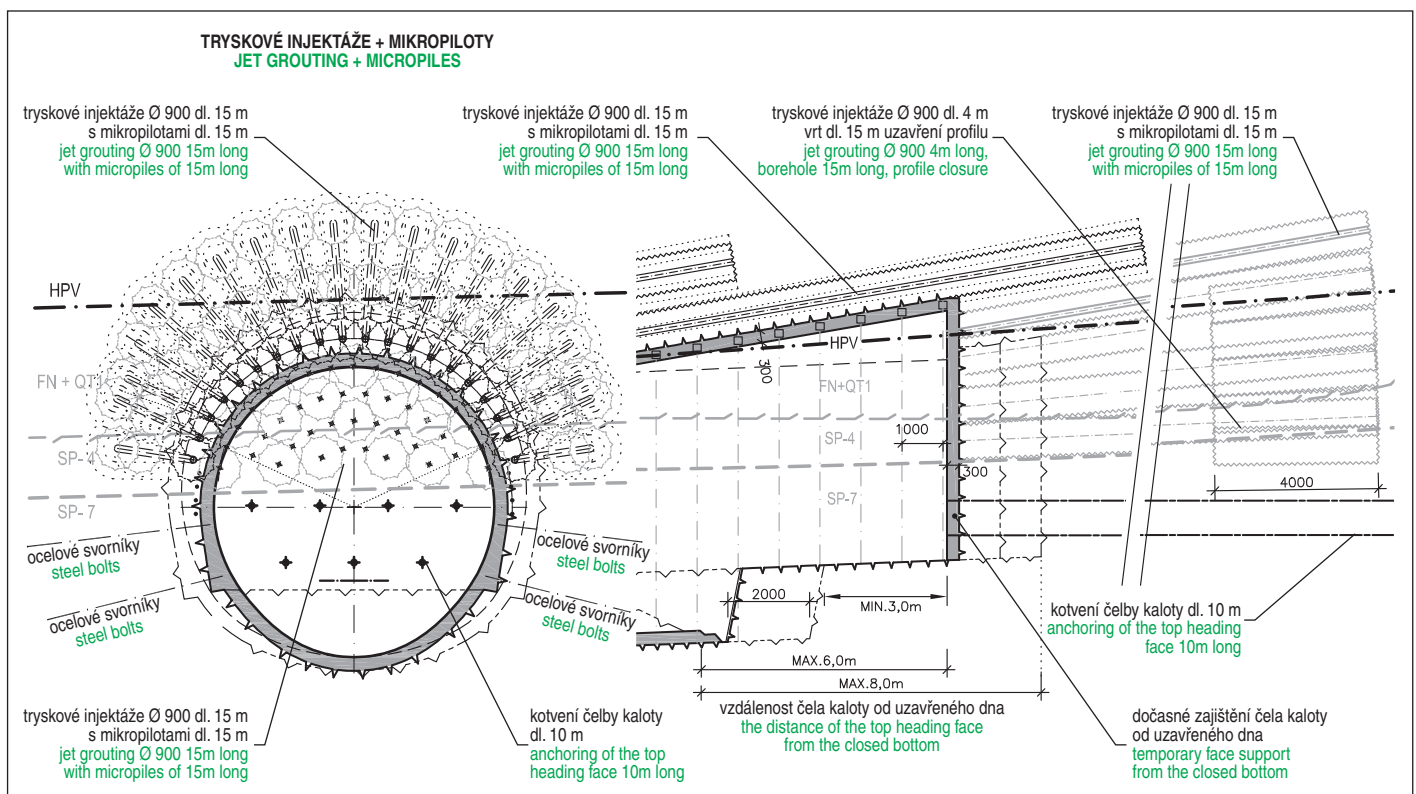 TRYSKOVÉ INJEKTÁŽE + MIKROPILOTY
JET GROUTING + MICROPILES
tryskové injektáže Ø 900 dl. 15 m
s mikropilotami dl. 15 m
jet grouting Ø 900 15m long
with micropiles of 15m long
tryskové injektáže Ø 900 dl. 15 m
s mikropilotami dl. 15 m
jet grouting Ø 900 15m long
with micropiles of 15m long
tryskové injektáže Ø 900 dl. 4 m
vrt dl. 15 m uzavření profilu
jet grouting Ø 900 4m long,
borehole 15m long, profile closure
tryskové injektáže Ø 900 dl. 15 m
s mikropilotami dl. 15 m
jet grouting Ø 900 15m long
with micropiles of 15m long
HPV
FN + QT1
SP-4
SP-7
ocelové svorníky
steel bolts
ocelové svorníky
steel bolts
ocelové svorníky
steel bolts
ocelové svorníky
steel bolts
HPV
300
FN+QT1
SP-4
SP-7
1000
300
4000
2000
MIN.3,0m
MAX.6,0m
MAX.8,0m
kotvení čelby kaloty dl. 10 m
anchoring of the top heading
face 10m long
tryskové injektáže Ø 900 dl. 15 m
s mikropilotami dl. 15 m
jet grouting Ø 900 15m long
with micropiles of 15m long
kotvení čelby kaloty
dl. 10 m
anchoring of the top
heading face 10m long
vzdálenost čela kaloty od uzavřeného dna
the distance of the top heading face
from the closed bottom
dočasné zajištění čela kaloty
od uzavřeného dna
temporary face support
from the closed bottom